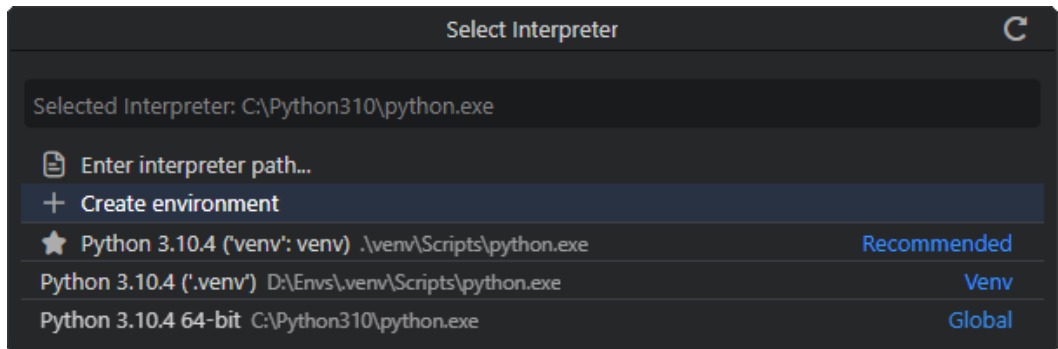 Select Interpreter
Selected Interpreter: C:\Python310\python.exe
Enter interpreter path...
Create environment
Python 3.10.4 ('venv': venv) .\venv\Scripts\python.exe Recommended
Python 3.10.4 ('.venv') D:\Envs\.venv\Scripts\python.exe Venv
Python 3.10.4 64-bit C:\Python310\python.exe Global